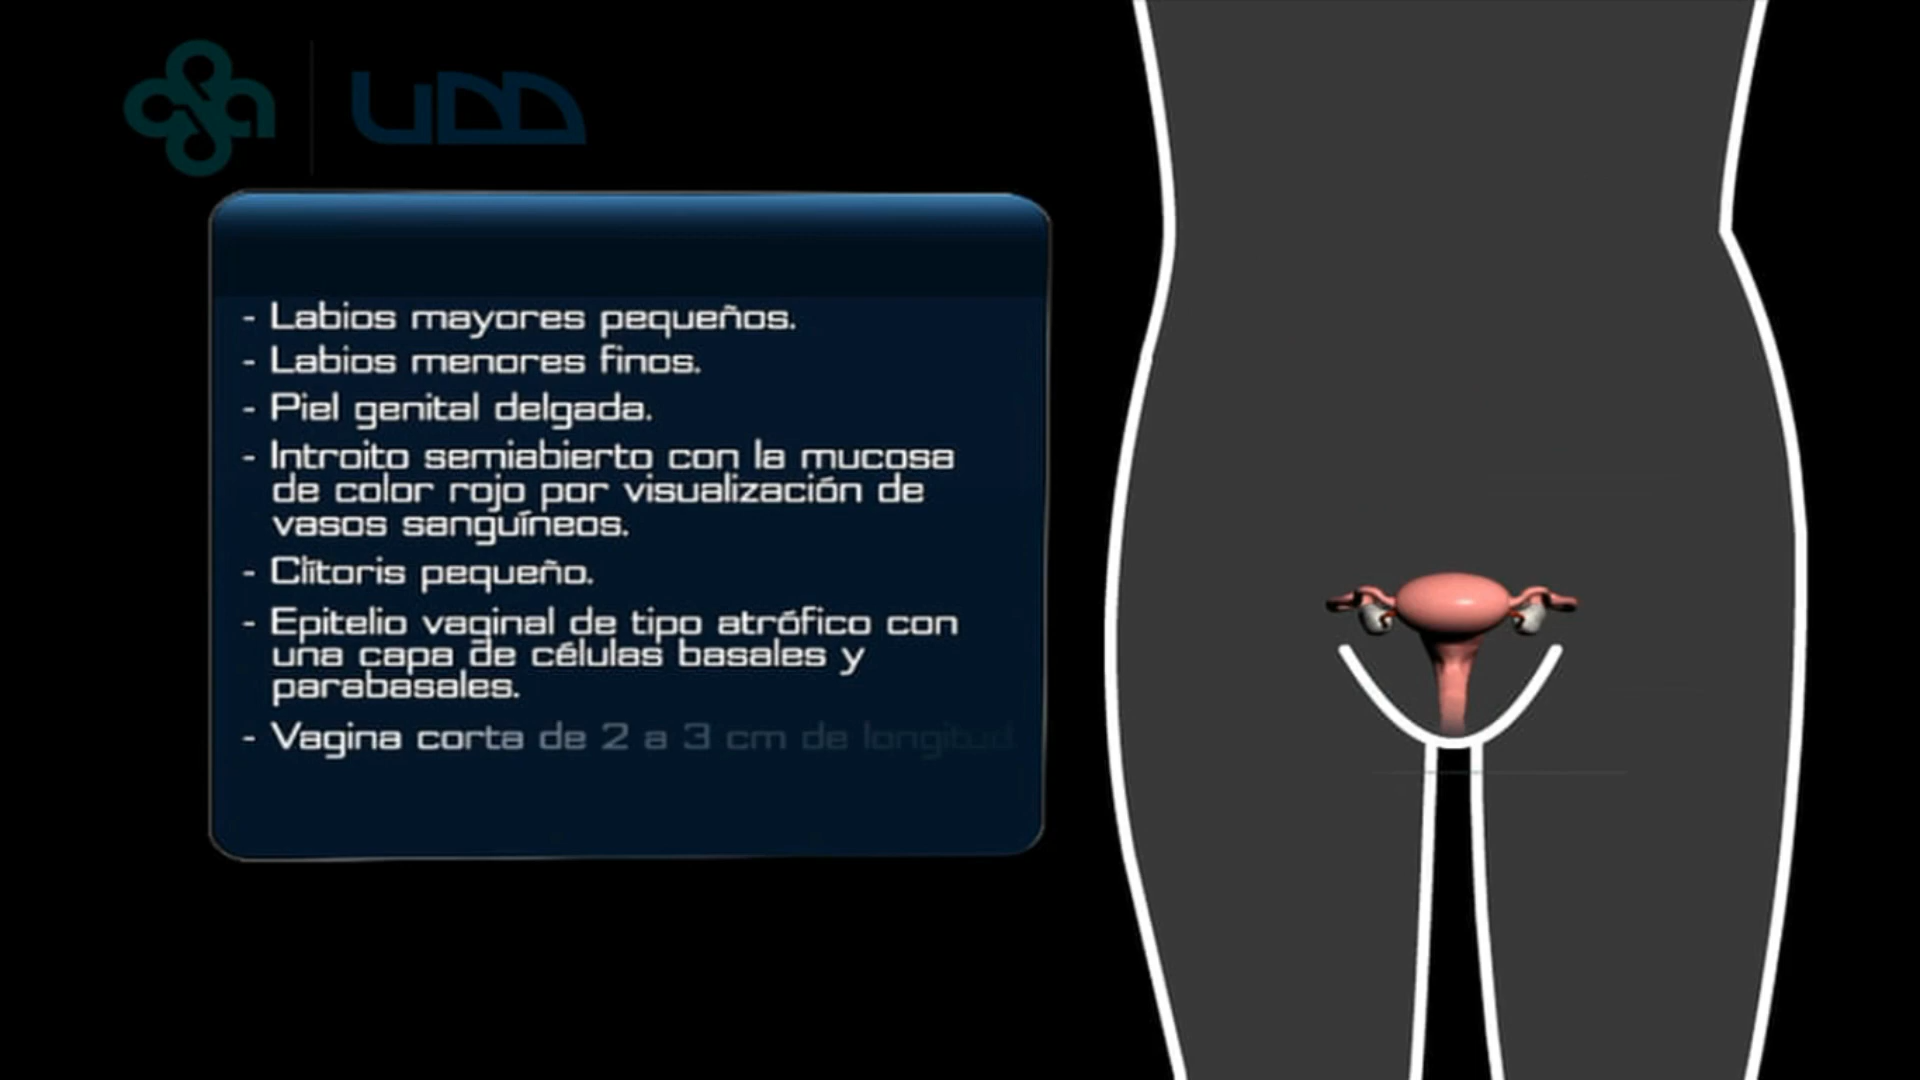 UDD
- Labios mayores pequeños.
- Labios menores finos.
- Piel genital delgada.
- Introito semiabierto con la mucosa
de color rojo por visualización de
vasos sanguíneos.
- Clítoris pequeño.
- Epitelio vaginal de tipo atrófico con
una capa de células basales y
parabasales.
- Vagina corta de 2 a 3 cm de longitud